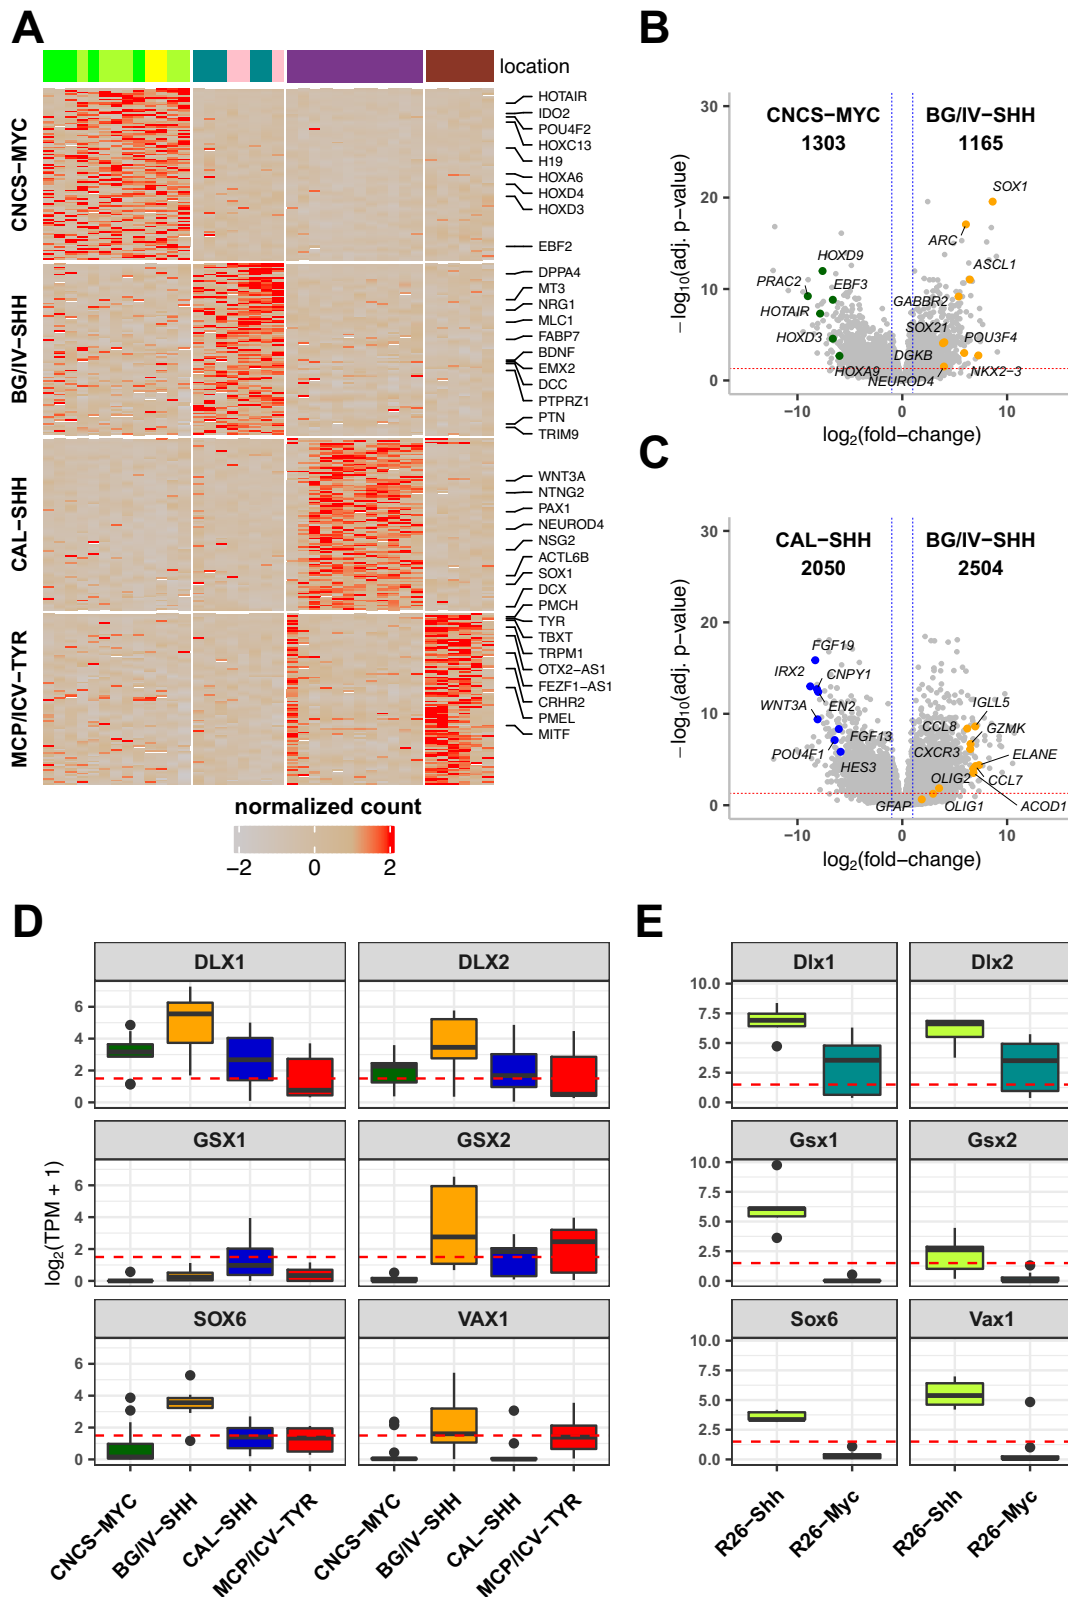 A
location
CNCS−MYC
BG/IV−SHH
CAL−SHH
MCP/ICV−TYR
HOTAIR
IDO2
POU4F2
HOXC13
H19
HOXA6
HOXD4
HOXD3
EBF2
DPPA4
MT3
NRG1
MLC1
FABP7
BDNF
EMX2
DCC
PTPRZ1
PTN
TRIM9
WNT3A
NTNG2
PAX1
NEUROD4
NSG2
ACTL6B
SOX1
DCX
PMCH
TYR
TBXT
TRPM1
OTX2−AS1
FEZF1−AS1
CRHR2
PMEL
MITF
normalized count
−2 0 2
B
CNCS−MYC BG/IV−SHH
1303 1165
30
20
10
0
−log10(adj. p−value)
SOX1
ARC
HOXD9
ASCL1
PRAC2
EBF3
GABBR2
HOTAIR
SOX21
HOXD3
POU3F4
DGKB
HOXA9
NKX2−3
NEUROD4
−10 0 10
log2(fold−change)
C
CAL−SHH BG/IV−SHH
2050 2504
30
20
10
0
−log10(adj. p−value)
FGF19
IRX2
CNPY1
WNT3A
EN2
IGLL5
CCL8
GZMK
POU4F1
FGF13
CXCR3
ELANE
HES3
OLIG2
CCL7
GFAP
OLIG1
ACOD1
−10 0 10
log2(fold−change)
D
DLX1 DLX2
6
4
2
0
GSX1 GSX2
6
4
2
0
SOX6 VAX1
6
4
2
0
log2(TPM + 1)
CNCS−MYC BG/IV−SHH CAL−SHH MCP/ICV−TYR CNCS−MYC BG/IV−SHH CAL−SHH MCP/ICV−TYR
E
Dlx1 Dlx2
10.0
7.5
5.0
2.5
0.0
Gsx1 Gsx2
10.0
7.5
5.0
2.5
0.0
Sox6 Vax1
10.0
7.5
5.0
2.5
0.0
R26−Shh R26−Myc R26−Shh R26−Myc